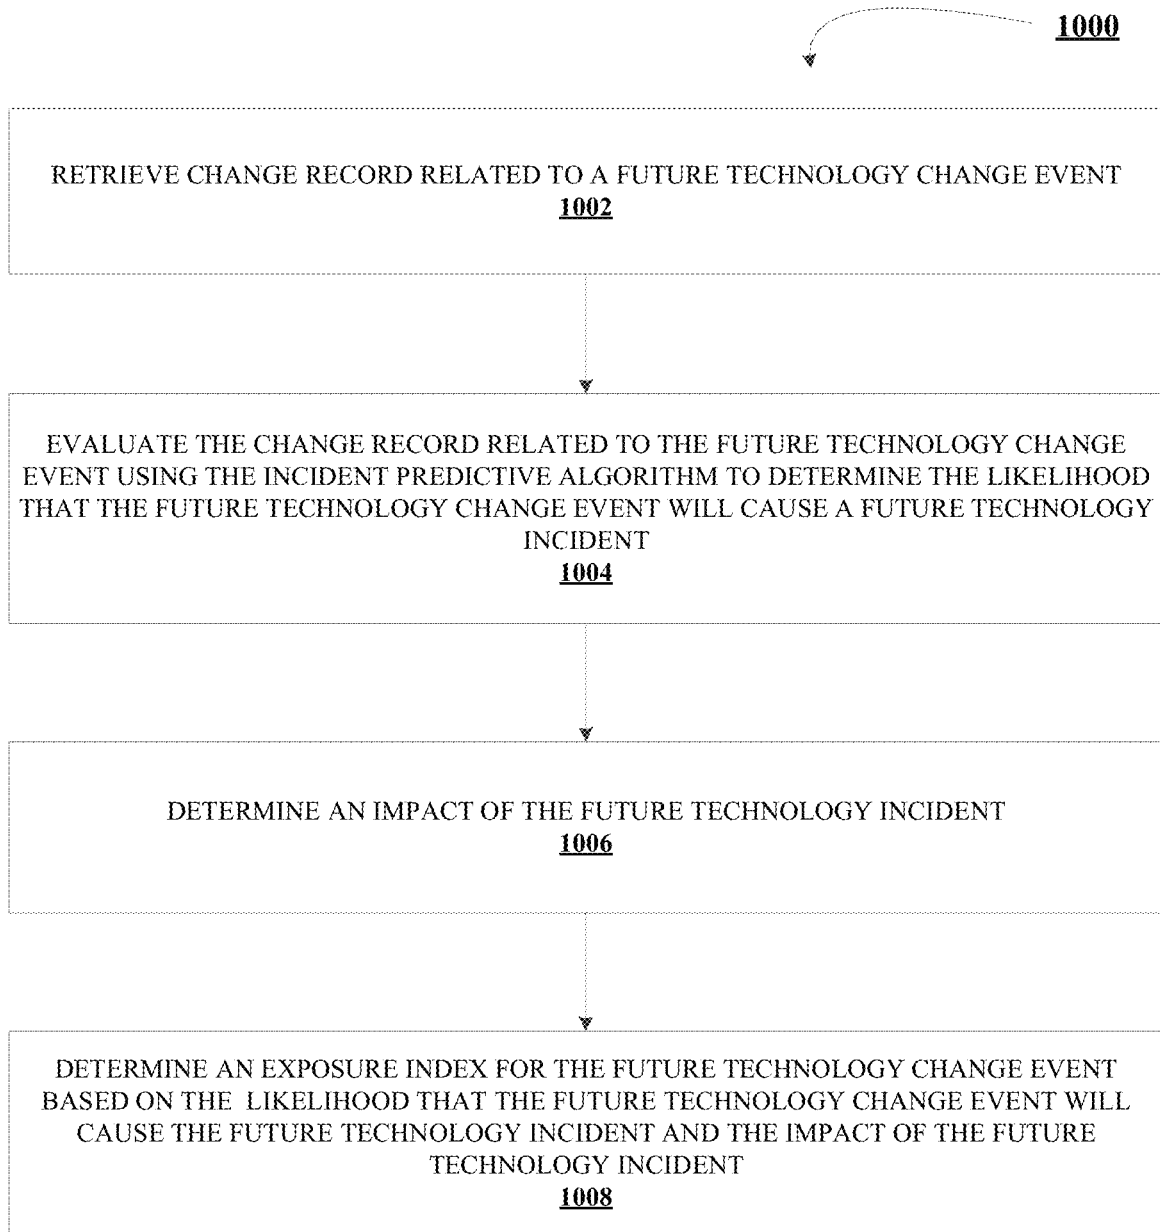 1000
RETRIEVE CHANGE RECORD RELATED TO A FUTURE TECHNOLOGY CHANGE EVENT
1002
EVALUATE THE CHANGE RECORD RELATED TO THE FUTURE TECHNOLOGY CHANGE
EVENT USING THE INCIDENT PREDICTIVE ALGORITHM TO DETERMINE THE LIKELIHOOD
THAT THE FUTURE TECHNOLOGY CHANGE EVENT WILL CAUSE A FUTURE TECHNOLOGY
INCIDENT
1004
DETERMINE AN IMPACT OF THE FUTURE TECHNOLOGY INCIDENT
1006
DETERMINE AN EXPOSURE INDEX FOR THE FUTURE TECHNOLOGY CHANGE EVENT
BASED ON THE LIKELIHOOD THAT THE FUTURE TECHNOLOGY CHANGE EVENT WILL
CAUSE THE FUTURE TECHNOLOGY INCIDENT AND THE IMPACT OF THE FUTURE
TECHNOLOGY INCIDENT
1008